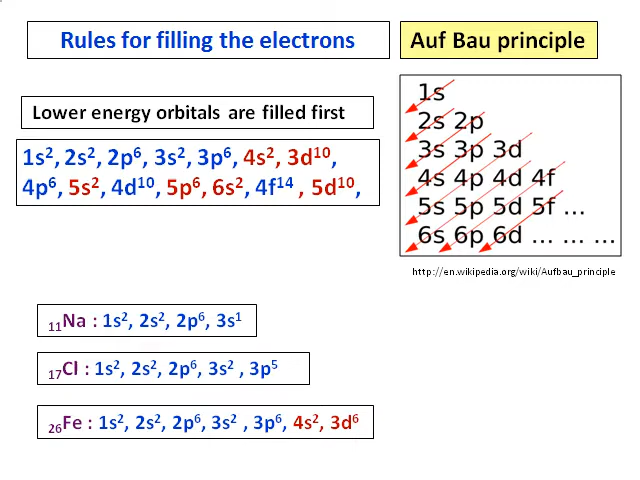 Rules for filling the electrons
Auf Bau principle
Lower energy orbitals are filled first
1s², 2s², 2p⁶, 3s², 3p⁶, 4s², 3d¹⁰,
4p⁶, 5s², 4d¹⁰, 5p⁶, 6s², 4f¹⁴ , 5d¹⁰,
1s
2s 2p
3s 3p 3d
4s 4p 4d 4f
5s 5p 5d 5f ...
6s 6p 6d ... ... ...
http://en.wikipedia.org/wiki/Aufbau_principle
₁₁Na : 1s², 2s², 2p⁶, 3s¹
₁₇Cl : 1s², 2s², 2p⁶, 3s² , 3p⁵
₂₆Fe : 1s², 2s², 2p⁶, 3s² , 3p⁶, 4s², 3d⁶